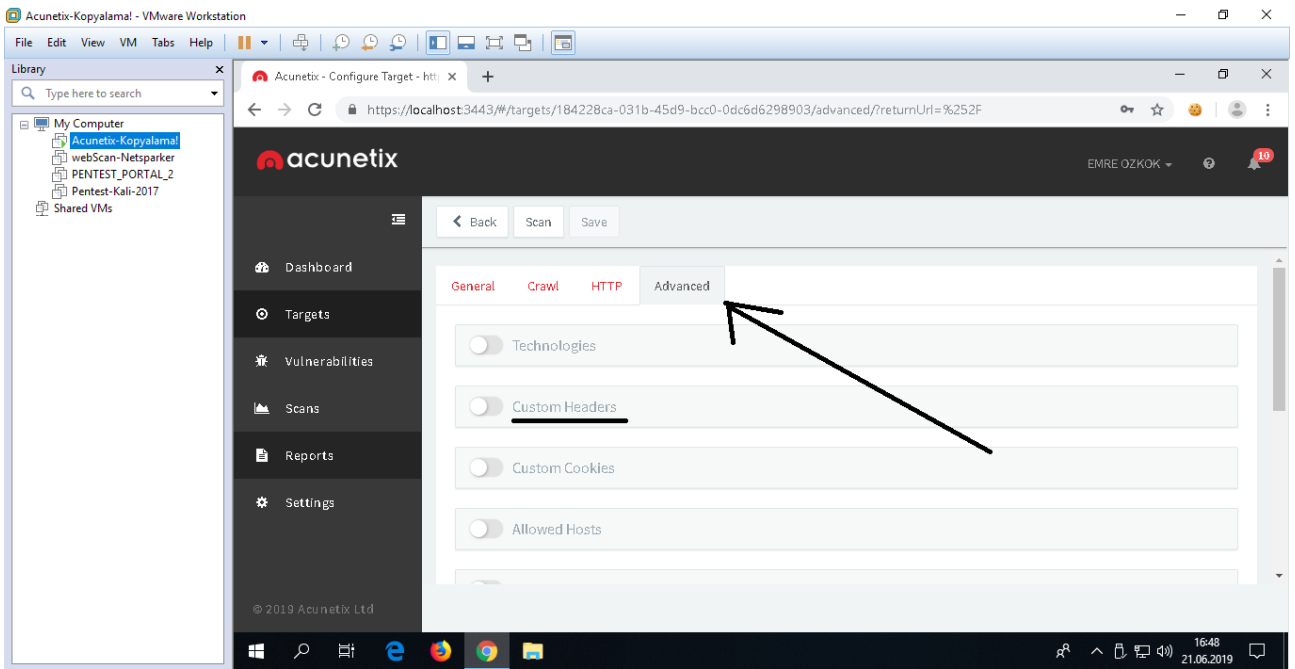 Acunetix-Kopyalama! - VMware Workstation
File Edit View VM Tabs Help
Library
Type here to search
My Computer
Acunetix-Kopyalama!
webScan-Netsparker
PENTEST_PORTAL_2
Pentest-Kali-2017
Shared VMs
Acunetix - Configure Target - htt
https://localhost:3443/#/targets/184228ca-031b-45d9-bcc0-0dc6d6298903/advanced/?returnUrl=%252F
acunetix
EMRE OZKOK
10
Back Scan Save
Dashboard
Targets
Vulnerabilities
Scans
Reports
Settings
© 2019 Acunetix Ltd
General Crawl HTTP Advanced
Technologies
Custom Headers
Custom Cookies
Allowed Hosts
16:48
21.06.2019